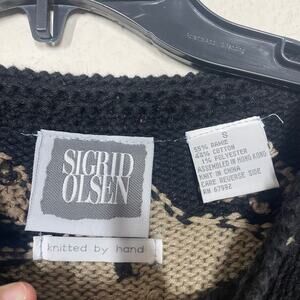 SIGRID
OLSEN
knitted by hand
S
55% RAMIE
44% COTTON
1% POLYESTER
ASSEMBLED IN HONG KONG
KNIT IN CHINA
CARE REVERSE SIDE
RN 67992